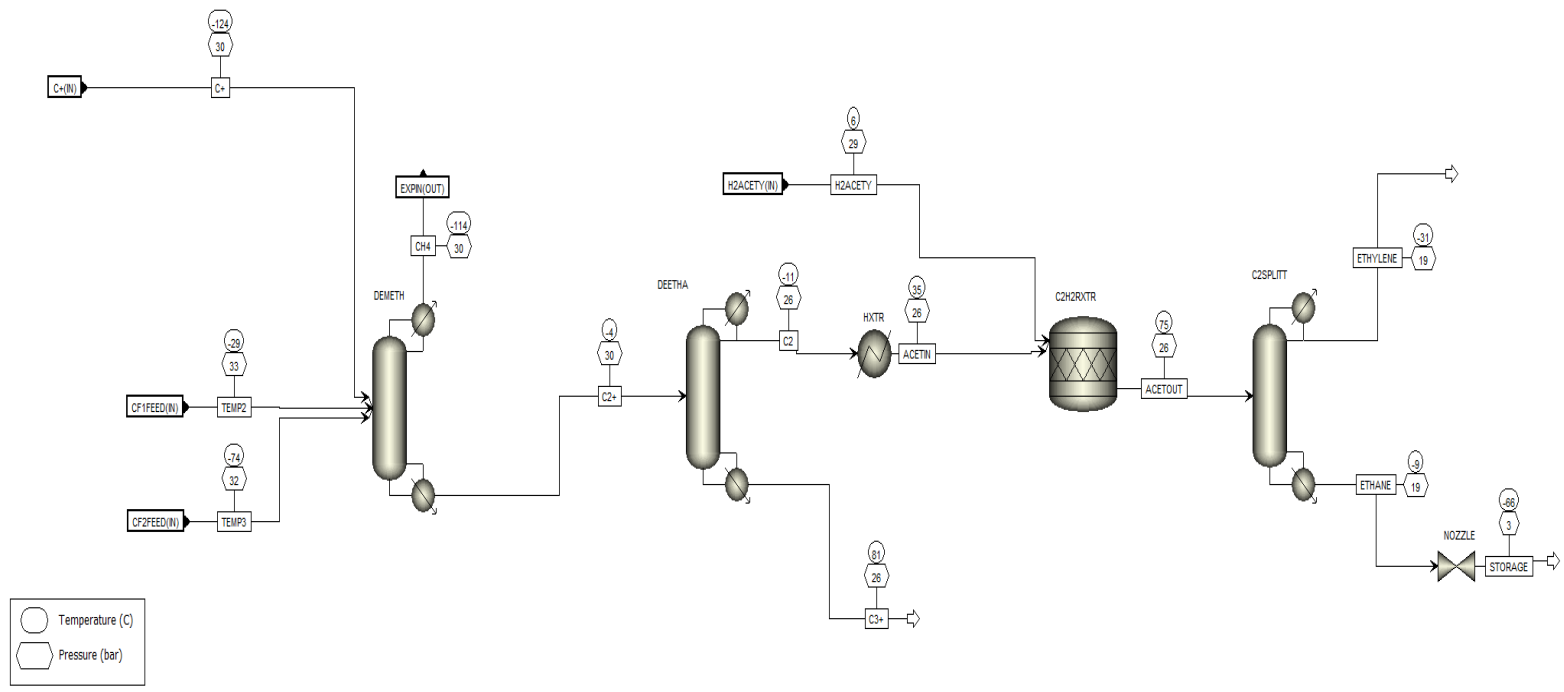 -124
30
C+(IN)
C+
6
29
EXPIN(OUT)
H2ACETY(IN)
H2ACETY
-114
30
CH4
-31
19
ETHYLENE
-11
26
35
26
C2SPLITT
DEMETH
DEETHA
C2H2RXTR
HXTR
-4
30
C2
ACETIN
75
26
-29
33
C2+
ACETOUT
CF1FEED(IN)
TEMP2
-74
32
-9
19
ETHANE
-66
3
CF2FEED(IN)
TEMP3
NOZZLE
81
26
STORAGE
C3+
Temperature (C)
Pressure (bar)